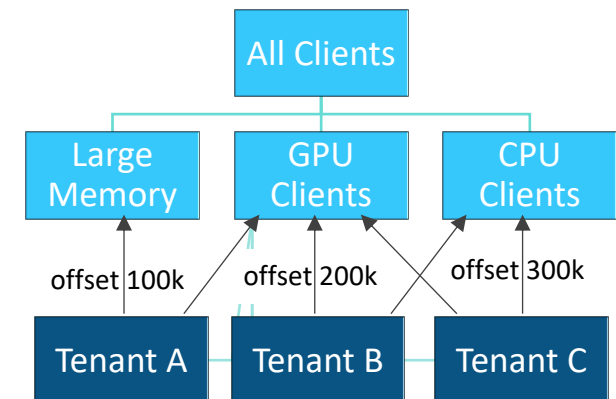 All Clients
Large
Memory
GPU
Clients
CPU
Clients
offset 100k
offset 200k
offset 300k
Tenant A
Tenant B
Tenant C